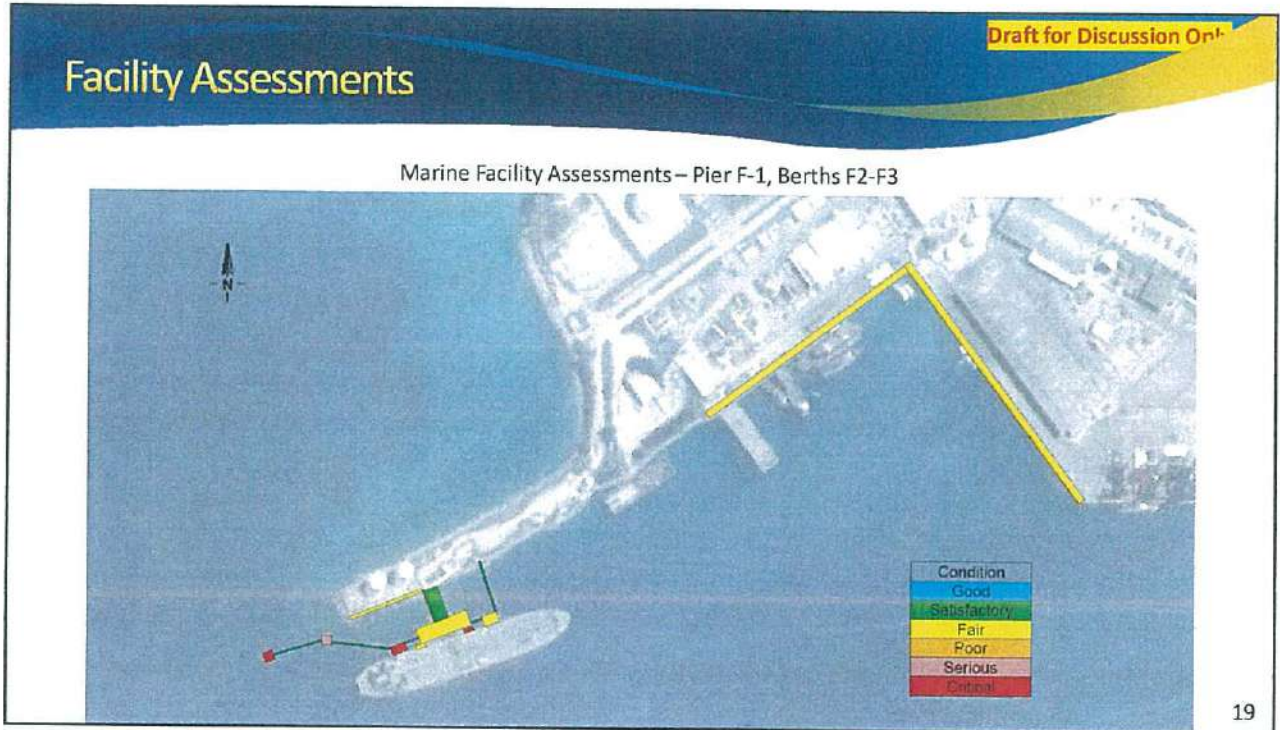 Draft for Discussion
Facility Assessments
Marine Facility Assessments – Pier F-1, Berths F2-F3
N
Condition
Good
Satisfactory
Fair
Poor
Serious
Critical
19